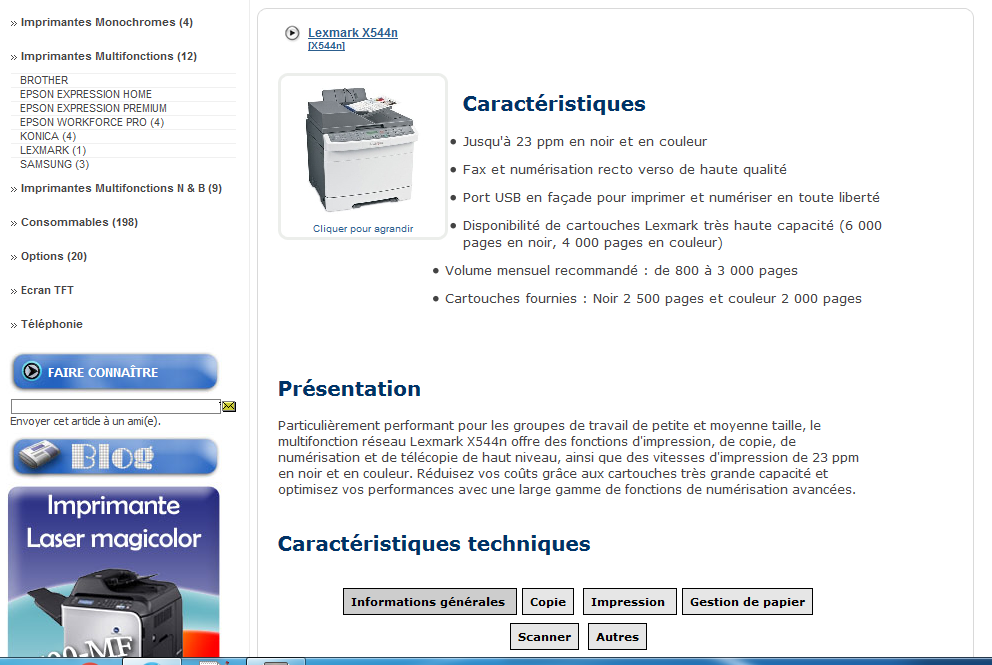 Imprimantes Monochromes (4)
Imprimantes Multifonctions (12)
BROTHER
EPSON EXPRESSION HOME
EPSON EXPRESSION PREMIUM
EPSON WORKFORCE PRO (4)
KONICA (4)
LEXMARK (1)
SAMSUNG (3)
Imprimantes Multifonctions N & B (9)
Consommables (198)
Options (20)
Ecran TFT
Téléphonie
FAIRE CONNAÎTRE
Envoyer cet article à un ami(e).
Blog
Imprimante
Laser magicolor
Lexmark X544n
[X544n]
Cliquer pour agrandir
Caractéristiques
• Jusqu'à 23 ppm en noir et en couleur
• Fax et numérisation recto verso de haute qualité
• Port USB en façade pour imprimer et numériser en toute liberté
• Disponibilité de cartouches Lexmark très haute capacité (6 000
pages en noir, 4 000 pages en couleur)
• Volume mensuel recommandé : de 800 à 3 000 pages
• Cartouches fournies : Noir 2 500 pages et couleur 2 000 pages
Présentation
Particulièrement performant pour les groupes de travail de petite et moyenne taille, le
multifonction réseau Lexmark X544n offre des fonctions d'impression, de copie, de
numérisation et de télécopie de haut niveau, ainsi que des vitesses d'impression de 23 ppm
en noir et en couleur. Réduisez vos coûts grâce aux cartouches très grande capacité et
optimisez vos performances avec une large gamme de fonctions de numérisation avancées.
Caractéristiques techniques
Informations générales Copie Impression Gestion de papier
Scanner Autres